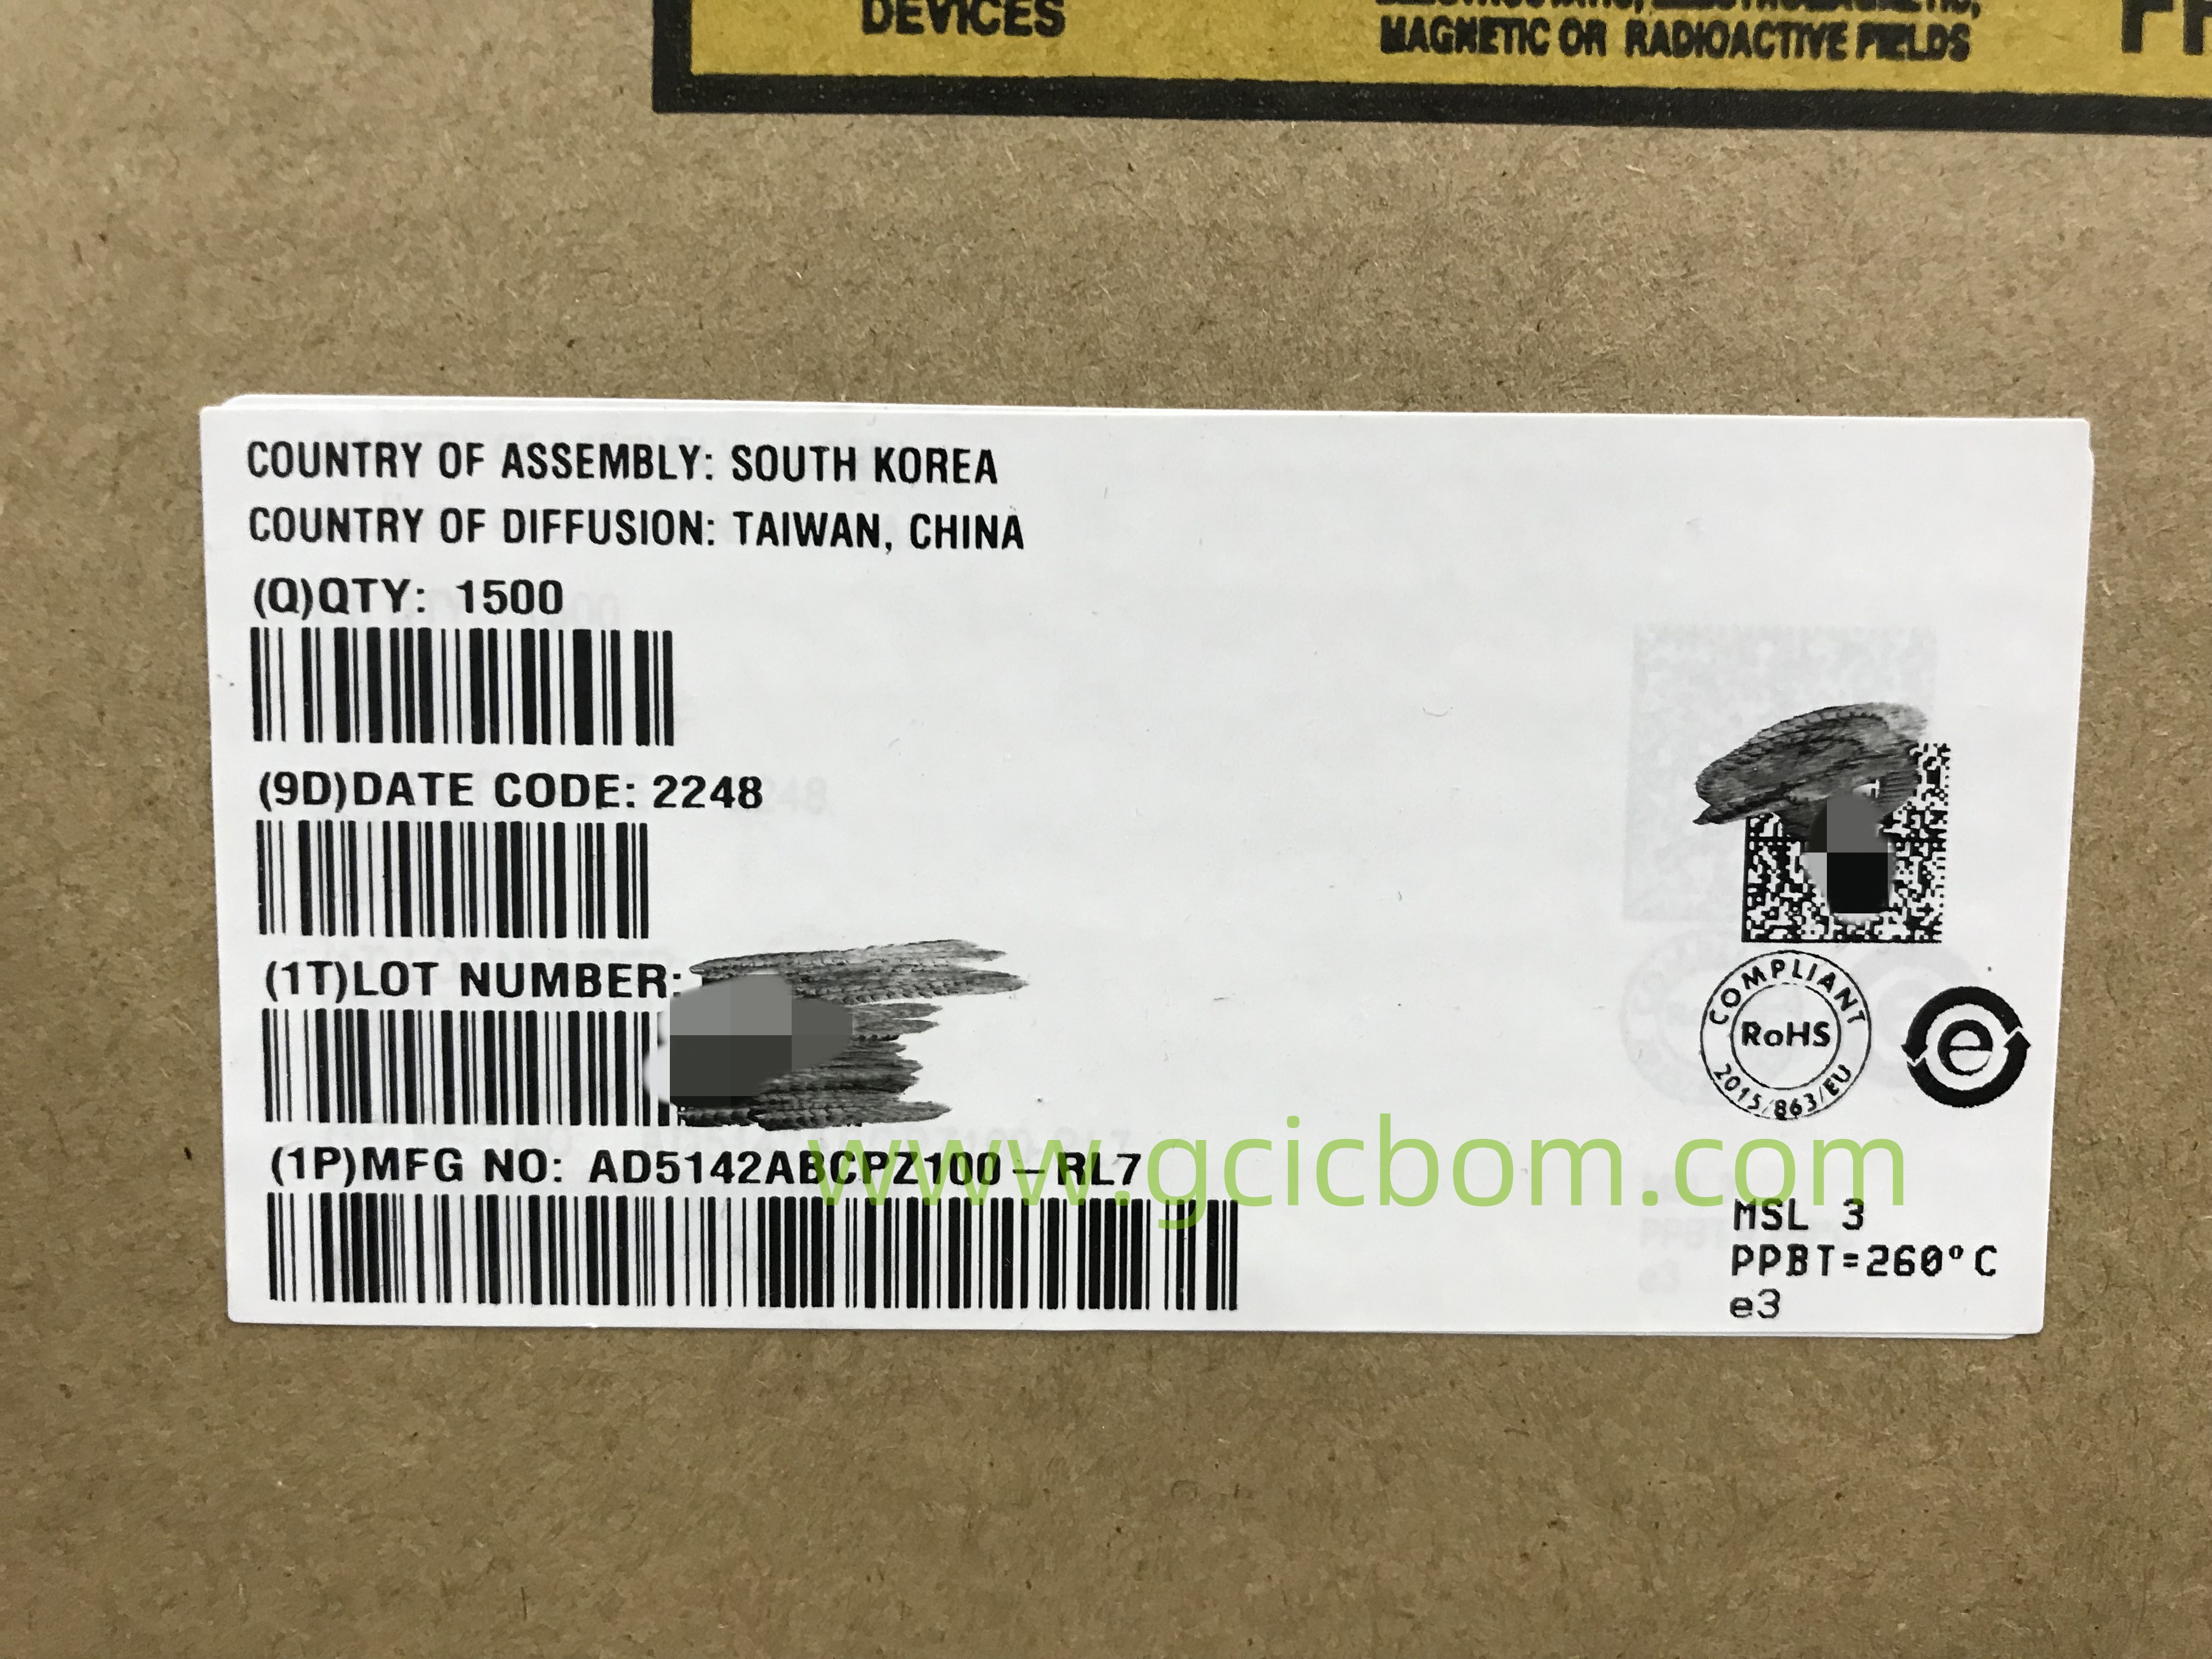 DEVICES
MAGNETIC OR RADIOACTIVE FIELDS
COUNTRY OF ASSEMBLY: SOUTH KOREA
COUNTRY OF DIFFUSION: TAIWAN, CHINA
(Q)QTY: 1500
(9D)DATE CODE: 2248
(1T)LOT NUMBER:
COMPLIANT
RoHS
2015/863/EU
e
(1P)MFG NO: AD5142ABCPZ100-RL7
www.gcicbom.com
MSL 3
PPBT=260°C
e3